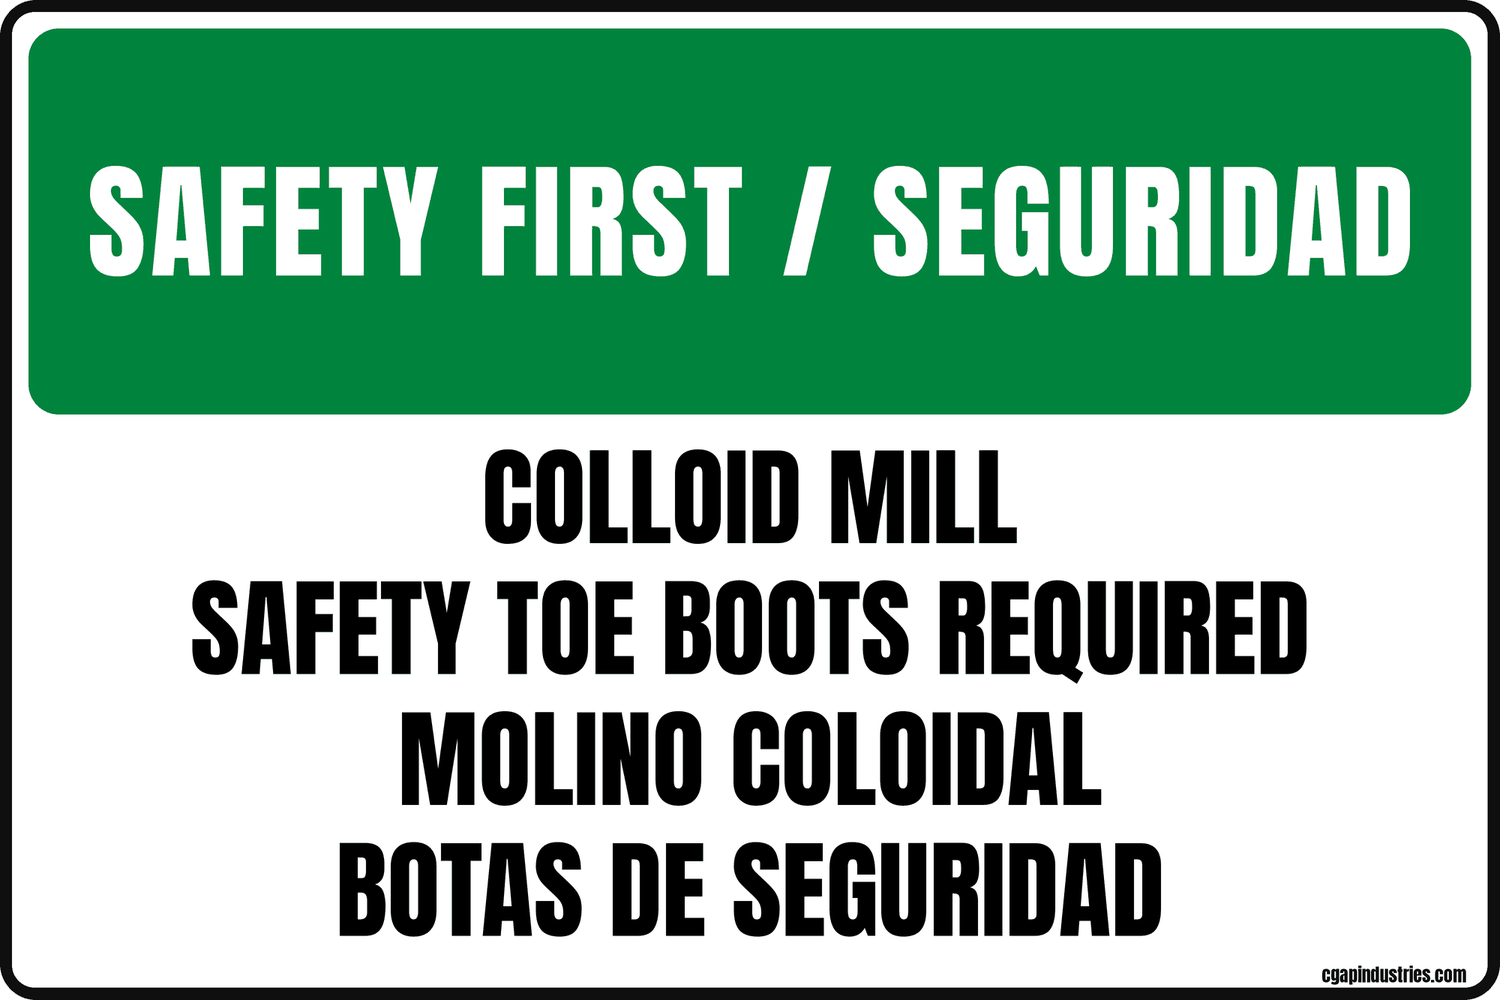 SAFETY FIRST / SEGURIDAD
COLLOID MILL
SAFETY TOE BOOTS REQUIRED
MOLINO COLOIDAL
BOTAS DE SEGURIDAD
cgapindustries.com